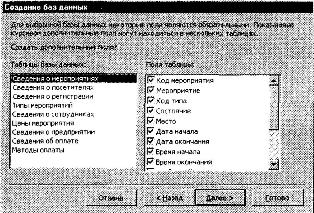 Создание баз данных
Для выбранной базы данных некоторые поля являются обязательными. Показанные
курсивом дополнительные поля могут находиться в нескольких таблицах.
Создать дополнительные поля?
Таблицы базы данных:
Поля таблицы:
Сведения о мероприятиях
Сведения о посетителях
Сведения о регистрации
Типы мероприятий
Сведения о сотрудниках
Цены мероприятия
Сведения о предприятии
Сведения об оплате
Методы оплаты
Код мероприятия
Мероприятие
Код типа
Состояние
Место
Дата начала
Дата окончания
Время начала
Время окончания
Отмена
< Назад
Далее >
Готово